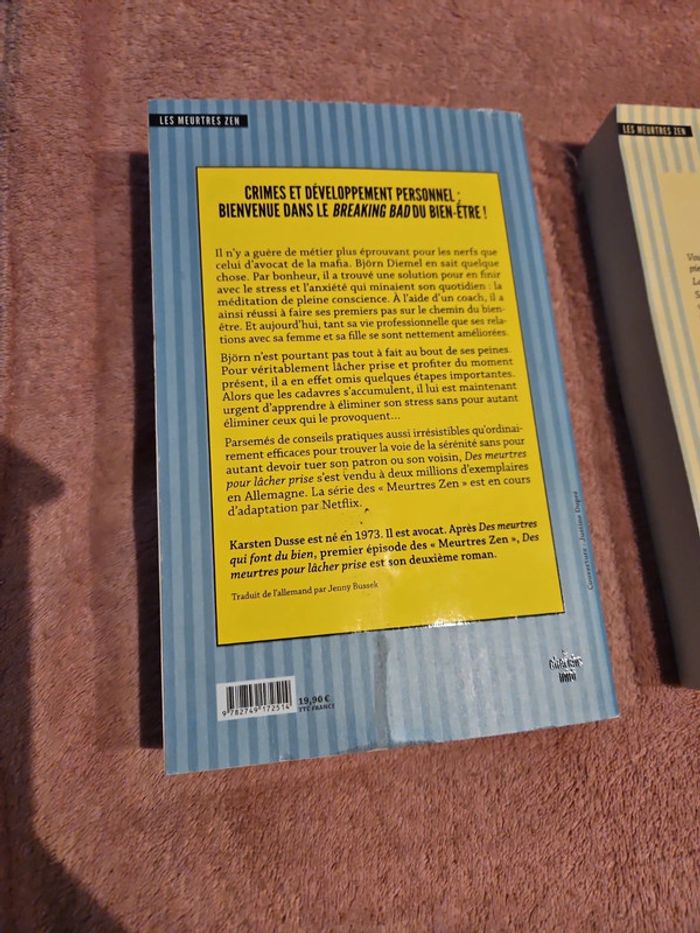 LES MEURTRES ZEN
CRIMES ET DÉVELOPPEMENT PERSONNEL :
BIENVENUE DANS LE BREAKING BAD DU BIEN-ÊTRE !
Il n'y a guère de métier plus éprouvant pour les nerfs que
celui d'avocat de la mafia. Björn Diemel en sait quelque
chose. Par bonheur, il a trouvé une solution pour en finir
avec le stress et l'anxiété qui minaient son quotidien : la
méditation de pleine conscience. À l'aide d'un coach, il a
ainsi réussi à faire ses premiers pas sur le chemin du bien-
être. Et aujourd'hui, tant sa vie professionnelle que ses rela-
tions avec sa femme et sa fille se sont nettement améliorées.
Björn n'est pourtant pas tout à fait au bout de ses peines.
Pour véritablement lâcher prise et profiter du moment
présent, il a en effet omis quelques étapes importantes.
Alors que les cadavres s'accumulent, il lui est maintenant
urgent d'apprendre à éliminer son stress sans pour autant
éliminer ceux qui le provoquent...
Parsemés de conseils pratiques aussi irrésistibles qu'ordinai-
rement efficaces pour trouver la voie de la sérénité sans pour
autant devoir tuer son patron ou son voisin, Des meurtres
pour lâcher prise s'est vendu à deux millions d'exemplaires
en Allemagne. La série des « Meurtres Zen » est en cours
d'adaptation par Netflix.
Karsten Dusse est né en 1973. Il est avocat. Après Des meurtres
qui font du bien, premier épisode des « Meurtres Zen », Des
meurtres pour lâcher prise est son deuxième roman.
Traduit de l'allemand par Jenny Bussek
Couverture : Justine Dupré
9 782749 172514
19,90 €
TTC FRANCE
LES MEURTRES ZEN